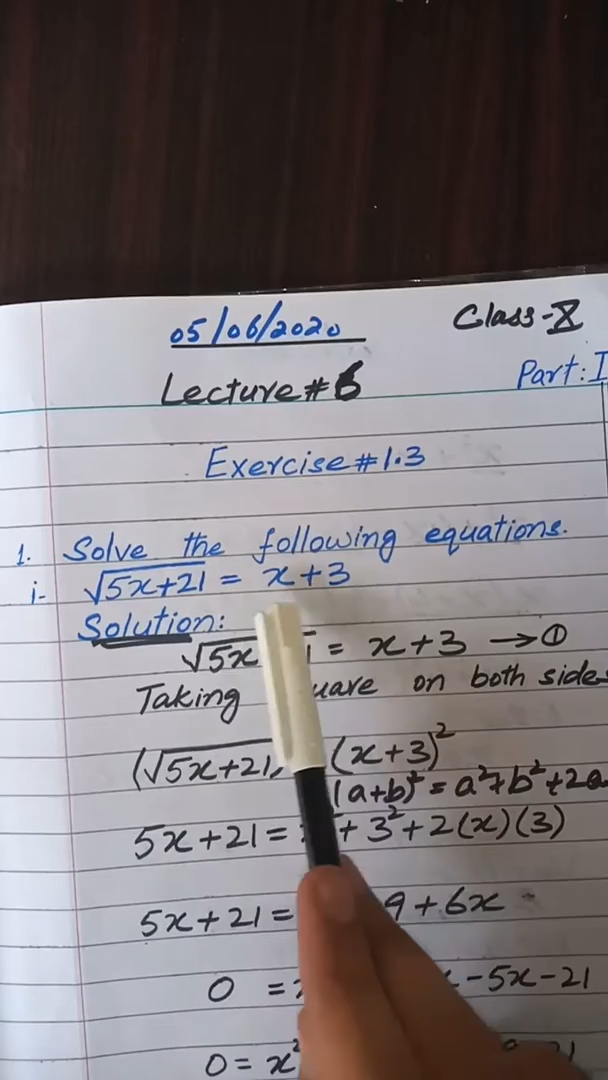 05/06/2020
Class-X
Lecture # 6
Part: I
Exercise # 1.3
1. Solve the following equations.
i- √5x+21 = x+3
Solution:
√5x = x+3 → ①
Taking on both side
(√5x+21) (x+3)²
(a+b)² = a²+b²+2a
5x+21 = + 3²+2(x)(3)
5x+21 = 9+6x
0 = -5x-21
0 = x²